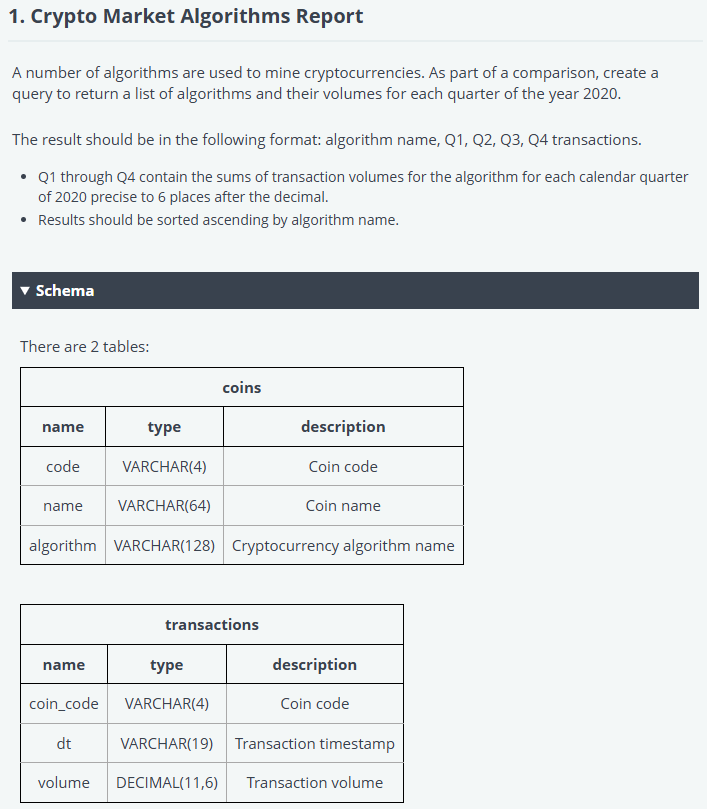 1. Crypto Market Algorithms Report
A number of algorithms are used to mine cryptocurrencies. As part of a comparison, create a
query to return a list of algorithms and their volumes for each quarter of the year 2020.
The result should be in the following format: algorithm name, Q1, Q2, Q3, Q4 transactions.
• Q1 through Q4 contain the sums of transaction volumes for the algorithm for each calendar quarter
of 2020 precise to 6 places after the decimal.
• Results should be sorted ascending by algorithm name.
▼ Schema
There are 2 tables:
coins
name type description
code VARCHAR(4) Coin code
name VARCHAR(64) Coin name
algorithm VARCHAR(128) Cryptocurrency algorithm name
transactions
name type description
coin_code VARCHAR(4) Coin code
dt VARCHAR(19) Transaction timestamp
volume DECIMAL(11,6) Transaction volume